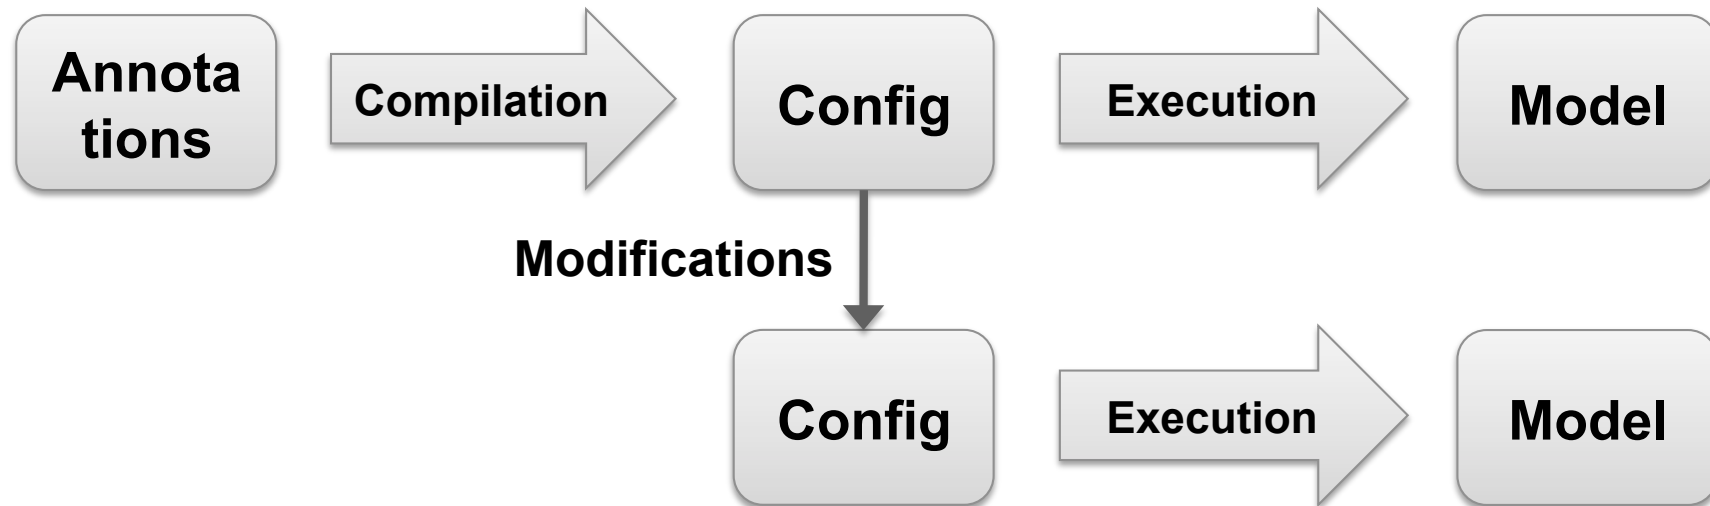 Annota
tions
Compilation
Config
Execution
Model
Modifications
Config
Execution
Model